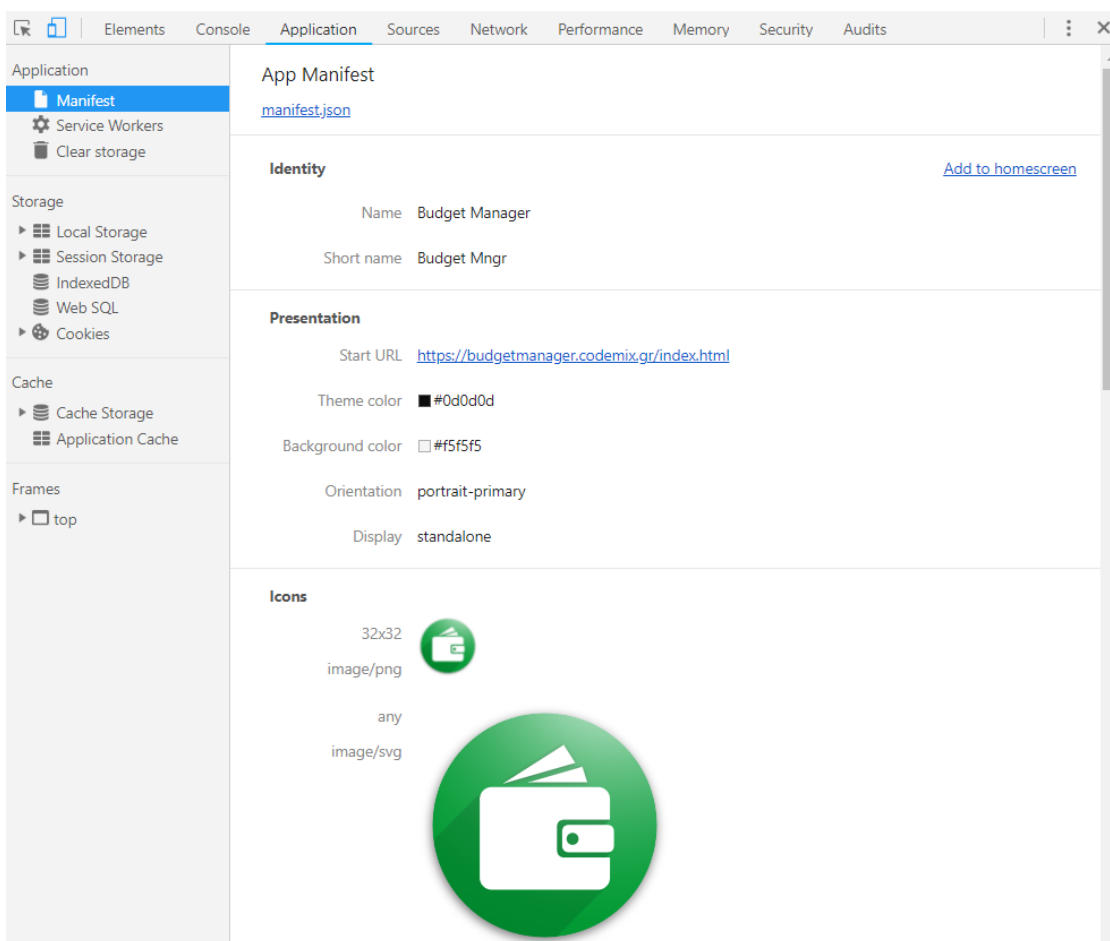 Elements Console Application Sources Network Performance Memory Security Audits
Application
Manifest
Service Workers
Clear storage
Storage
Local Storage
Session Storage
IndexedDB
Web SQL
Cookies
Cache
Cache Storage
Application Cache
Frames
top
App Manifest
manifest.json
Identity
Add to homescreen
Name Budget Manager
Short name Budget Mngr
Presentation
Start URL https://budgetmanager.codemix.gr/index.html
Theme color #0d0d0d
Background color #f5f5f5
Orientation portrait-primary
Display standalone
Icons
32x32
image/png
any
image/svg